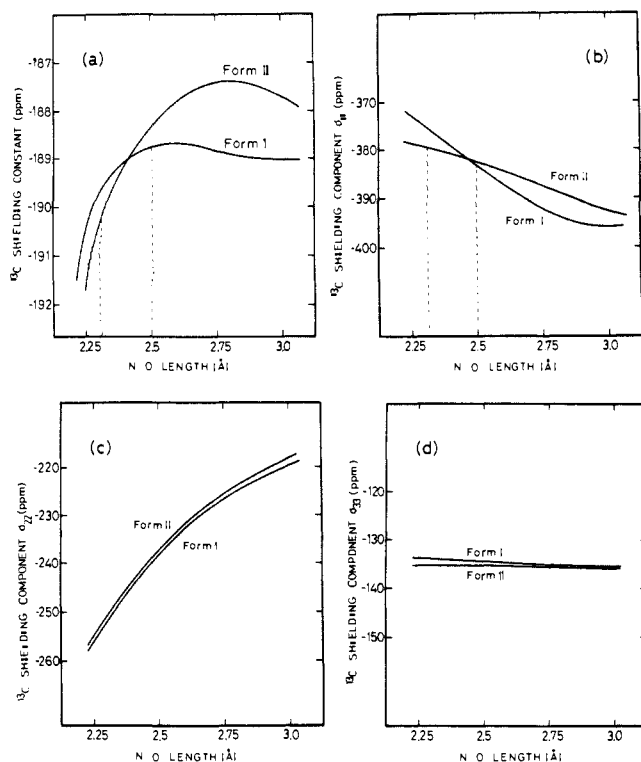 (a)
¹³C SHIELDING CONSTANT (ppm)
-187
-188
-189
-190
-191
-192
Form II
Form I
2.25
2.5
2.75
3.0
N O LENGTH [Å]
(b)
¹³C SHIELDING COMPONENT σ₁₁ (ppm)
-370
-380
-390
-400
Form II
Form I
2.25
2.5
2.75
3.0
N O LENGTH [Å]
(c)
¹³C SHIELDING COMPONENT σ₂₂ (ppm)
-220
-230
-240
-250
-260
Form II
Form I
2.25
2.5
2.75
3.0
N O LENGTH [Å]
(d)
¹³C SHIELDING COMPONENT σ₃₃ (ppm)
-120
-130
-140
-150
Form I
Form II
2.25
2.5
2.75
3.0
N O LENGTH [Å]